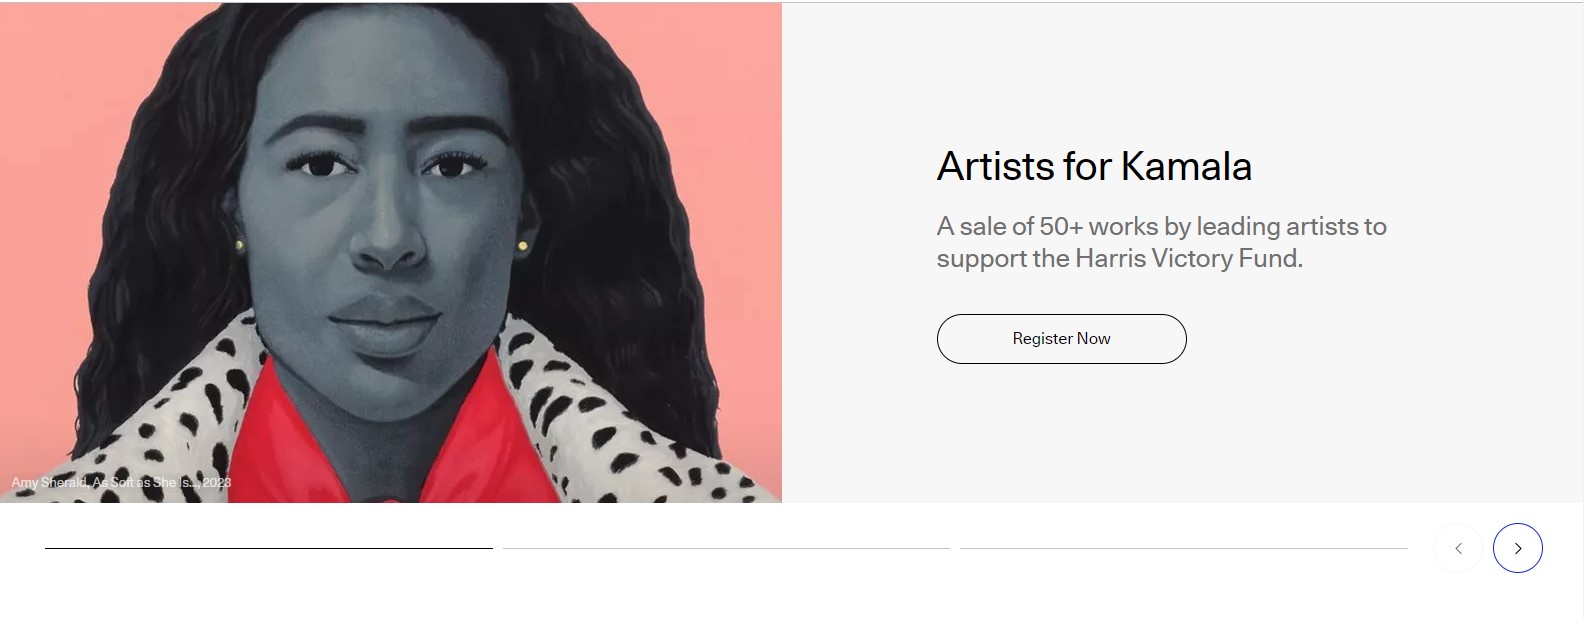 Artists for Kamala
A sale of 50+ works by leading artists to
support the Harris Victory Fund.
Register Now
Amy Sherald, As Soft as She Is..., 2023